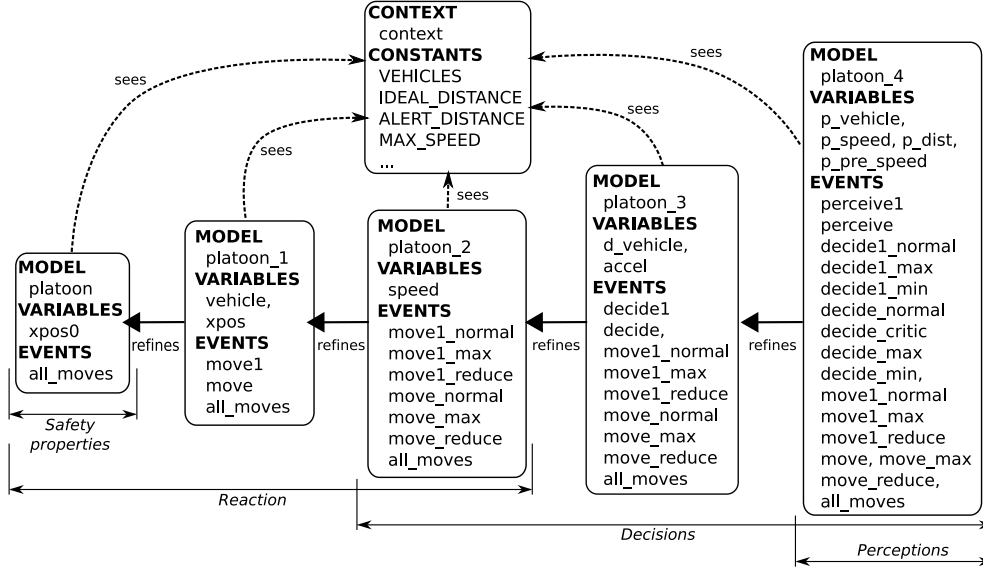 CONTEXT
context
CONSTANTS
VEHICLES
IDEAL_DISTANCE
ALERT_DISTANCE
MAX_SPEED
...
sees
sees
sees
sees
sees
MODEL
platoon
VARIABLES
xpos0
EVENTS
all_moves
refines
MODEL
platoon_1
VARIABLES
vehicle,
xpos
EVENTS
move1
move
all_moves
refines
MODEL
platoon_2
VARIABLES
speed
EVENTS
move1_normal
move1_max
move1_reduce
move_normal
move_max
move_reduce
all_moves
refines
MODEL
platoon_3
VARIABLES
d_vehicle,
accel
EVENTS
decide1
decide,
move1_normal
move1_max
move1_reduce
move_normal
move_max
move_reduce
all_moves
refines
MODEL
platoon_4
VARIABLES
p_vehicle,
p_speed, p_dist,
p_pre_speed
EVENTS
perceive1
perceive
decide1_normal
decide1_max
decide1_min
decide_normal
decide_critic
decide_max
decide_min,
move1_normal
move1_max
move1_reduce
move, move_max
move_reduce,
all_moves
Safety
properties
Reaction
Decisions
Perceptions